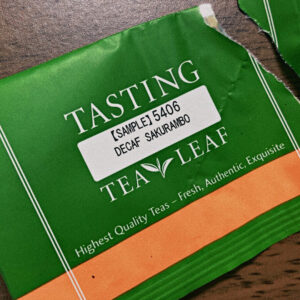 TASTING
【SAMPLE】5406
DECAF SAKURAMBO
TEA LEAF
Highest Quality Teas – Fresh, Authentic, Exquisite